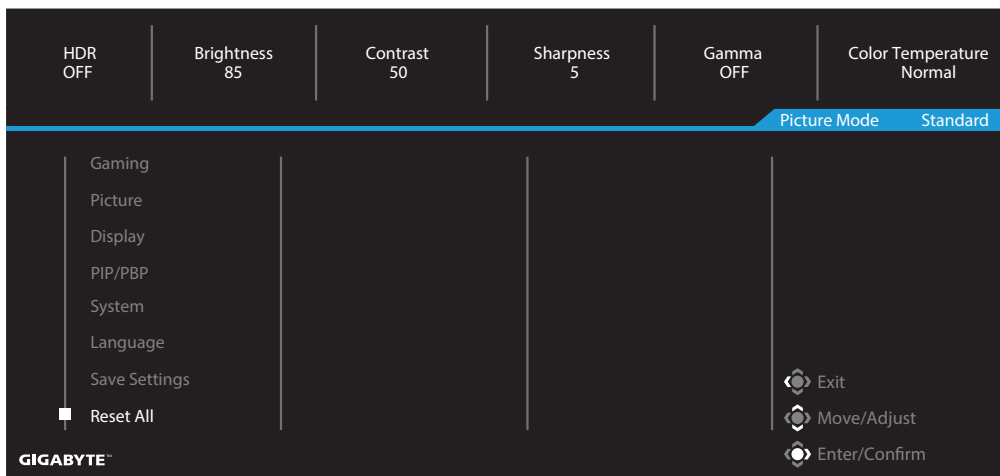 HDR Brightness Contrast Sharpness Gamma Color Temperature
OFF 85 50 5 OFF Normal
Picture Mode Standard
Gaming
Picture
Display
PIP/PBP
System
Language
Save Settings
Reset All
Exit
Move/Adjust
Enter/Confirm
GIGABYTE™